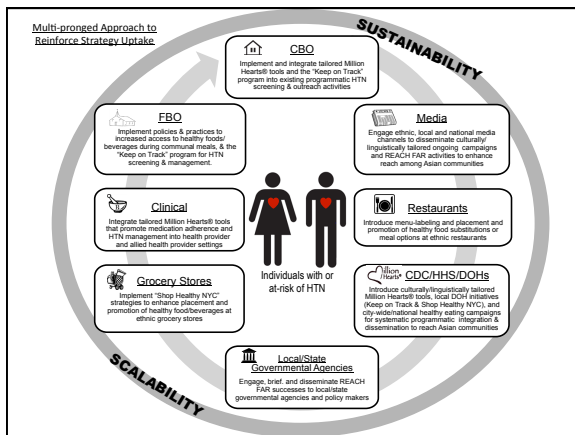 Multi-pronged Approach to
Reinforce Strategy Uptake
SUSTAINABILITY
CBO
Implement and integrate tailored Million
Hearts® tools and the “Keep on Track”
program into existing programmatic HTN
screening & outreach activities
FBO
Implement policies & practices to
increased access to healthy foods/
beverages during communal meals, & the
“Keep on Track” program for HTN
screening & management.
Media
Engage ethnic, local and national media
channels to disseminate culturally/
linguistically tailored ongoing campaigns
and REACH FAR activities to enhance
reach among Asian communities
Clinical
Integrate tailored Million Hearts® tools
that promote medication adherence and
HTN management into health provider
and allied health provider settings
Restaurants
Introduce menu-labeling and placement and
promotion of healthy food substitutions or
meal options at ethnic restaurants
Individuals with or
at-risk of HTN
Grocery Stores
Implement “Shop Healthy NYC”
strategies to enhance placement and
promotion of healthy food/beverages at
ethnic grocery stores
Million
Hearts®
CDC/HHS/DOHs
Introduce culturally/linguistically tailored
Million Hearts® tools, local DOH initiatives
(Keep on Track & Shop Healthy NYC), and
city-wide/national healthy eating campaigns
for systematic programmatic integration &
dissemination to reach Asian communities
Local/State
Governmental Agencies
Engage, brief. and disseminate REACH
FAR successes to local/state
governmental agencies and policy makers
SCALABILITY